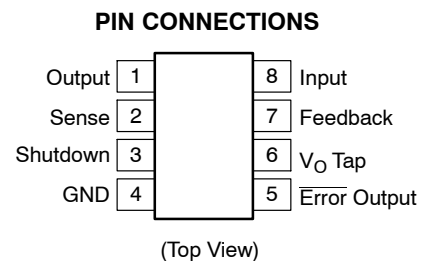 PIN CONNECTIONS
Output 1 8 Input
Sense 2 7 Feedback
Shutdown 3 6 VO Tap
GND 4 5 Error Output
(Top View)